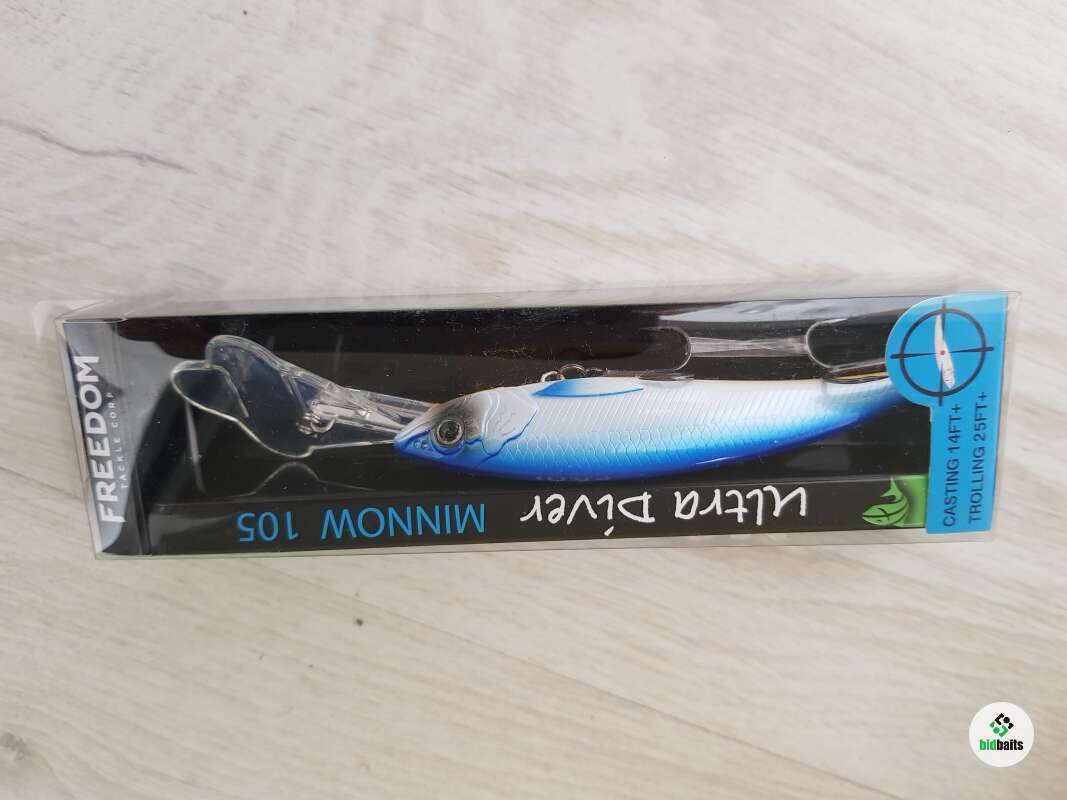 FREEDOM
TACKLE CORP
Ultra Diver
MINNOW 105
CASTING 14FT+
TROLLING 25FT+
bidbaits